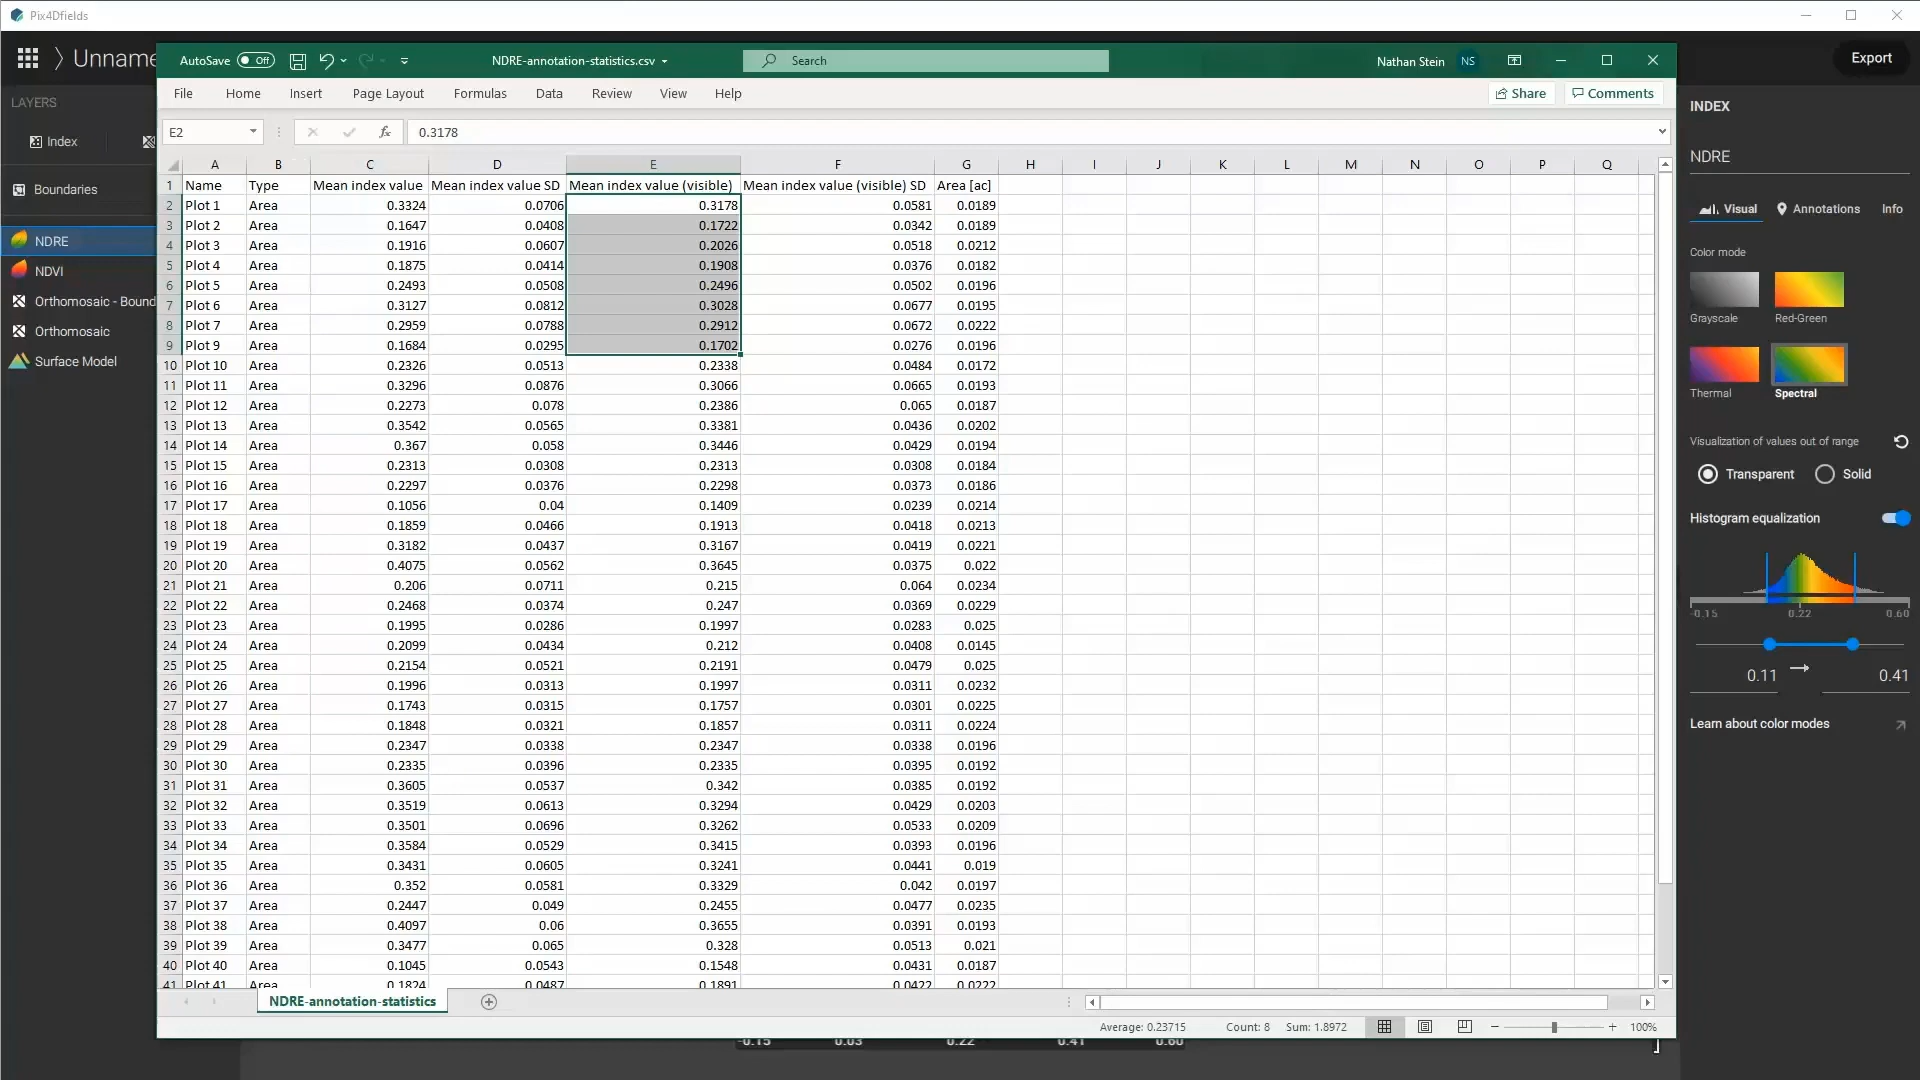 Pix4Dfields
Unname
Export
AutoSave Off
NDRE-annotation-statistics.csv
Search
Nathan Stein NS
File Home Insert Page Layout Formulas Data Review View Help
Share Comments
E2 fx 0.3178
LAYERS
Index
Boundaries
NDRE
NDVI
Orthomosaic - Bound
Orthomosaic
Surface Model
A B C D E F G H I J K L M N O P Q
1 Name Type Mean index value Mean index value SD Mean index value (visible) Mean index value (visible) SD Area [ac]
2 Plot 1 Area 0.3324 0.0706 0.3178 0.0581 0.0189
3 Plot 2 Area 0.1647 0.0408 0.1722 0.0342 0.0189
4 Plot 3 Area 0.1916 0.0607 0.2026 0.0518 0.0212
5 Plot 4 Area 0.1875 0.0414 0.1908 0.0376 0.0182
6 Plot 5 Area 0.2493 0.0508 0.2496 0.0502 0.0196
7 Plot 6 Area 0.3127 0.0812 0.3028 0.0677 0.0195
8 Plot 7 Area 0.2959 0.0788 0.2912 0.0672 0.0222
9 Plot 9 Area 0.1684 0.0295 0.1702 0.0276 0.0196
10 Plot 10 Area 0.2326 0.0513 0.2338 0.0484 0.0172
11 Plot 11 Area 0.3296 0.0876 0.3066 0.0665 0.0193
12 Plot 12 Area 0.2273 0.078 0.2386 0.065 0.0187
13 Plot 13 Area 0.3542 0.0565 0.3381 0.0436 0.0202
14 Plot 14 Area 0.367 0.058 0.3446 0.0429 0.0194
15 Plot 15 Area 0.2313 0.0308 0.2313 0.0308 0.0184
16 Plot 16 Area 0.2297 0.0376 0.2298 0.0373 0.0186
17 Plot 17 Area 0.1056 0.04 0.1409 0.0239 0.0214
18 Plot 18 Area 0.1859 0.0466 0.1913 0.0418 0.0213
19 Plot 19 Area 0.3182 0.0437 0.3167 0.0419 0.0221
20 Plot 20 Area 0.4075 0.0562 0.3645 0.0375 0.022
21 Plot 21 Area 0.206 0.0711 0.215 0.064 0.0234
22 Plot 22 Area 0.2468 0.0374 0.247 0.0369 0.0229
23 Plot 23 Area 0.1995 0.0286 0.1997 0.0283 0.025
24 Plot 24 Area 0.2099 0.0434 0.212 0.0408 0.0145
25 Plot 25 Area 0.2154 0.0521 0.2191 0.0479 0.025
26 Plot 26 Area 0.1996 0.0313 0.1997 0.0311 0.0232
27 Plot 27 Area 0.1743 0.0315 0.1757 0.0301 0.0225
28 Plot 28 Area 0.1848 0.0321 0.1857 0.0311 0.0224
29 Plot 29 Area 0.2347 0.0338 0.2347 0.0338 0.0196
30 Plot 30 Area 0.2335 0.0396 0.2335 0.0395 0.0192
31 Plot 31 Area 0.3605 0.0537 0.342 0.0385 0.0192
32 Plot 32 Area 0.3519 0.0613 0.3294 0.0429 0.0203
33 Plot 33 Area 0.3501 0.0696 0.3262 0.0533 0.0209
34 Plot 34 Area 0.3584 0.0529 0.3415 0.0393 0.0196
35 Plot 35 Area 0.3431 0.0605 0.3241 0.0441 0.019
36 Plot 36 Area 0.352 0.0581 0.3329 0.042 0.0197
37 Plot 37 Area 0.2447 0.049 0.2455 0.0477 0.0235
38 Plot 38 Area 0.4097 0.06 0.3655 0.0391 0.0193
39 Plot 39 Area 0.3477 0.065 0.328 0.0513 0.021
40 Plot 40 Area 0.1045 0.0543 0.1548 0.0431 0.0187
41 Plot 41 Area 0.1824 0.0487 0.1891 0.0422 0.0222
NDRE-annotation-statistics
Average: 0.23715 Count: 8 Sum: 1.8972 100%
-0.15 0.03 0.22 0.41 0.60
INDEX
NDRE
Visual Annotations Info
Color mode
Grayscale Red-Green
Thermal Spectral
Visualization of values out of range
Transparent Solid
Histogram equalization
-0.15 0.22 0.60
0.11 0.41
Learn about color modes